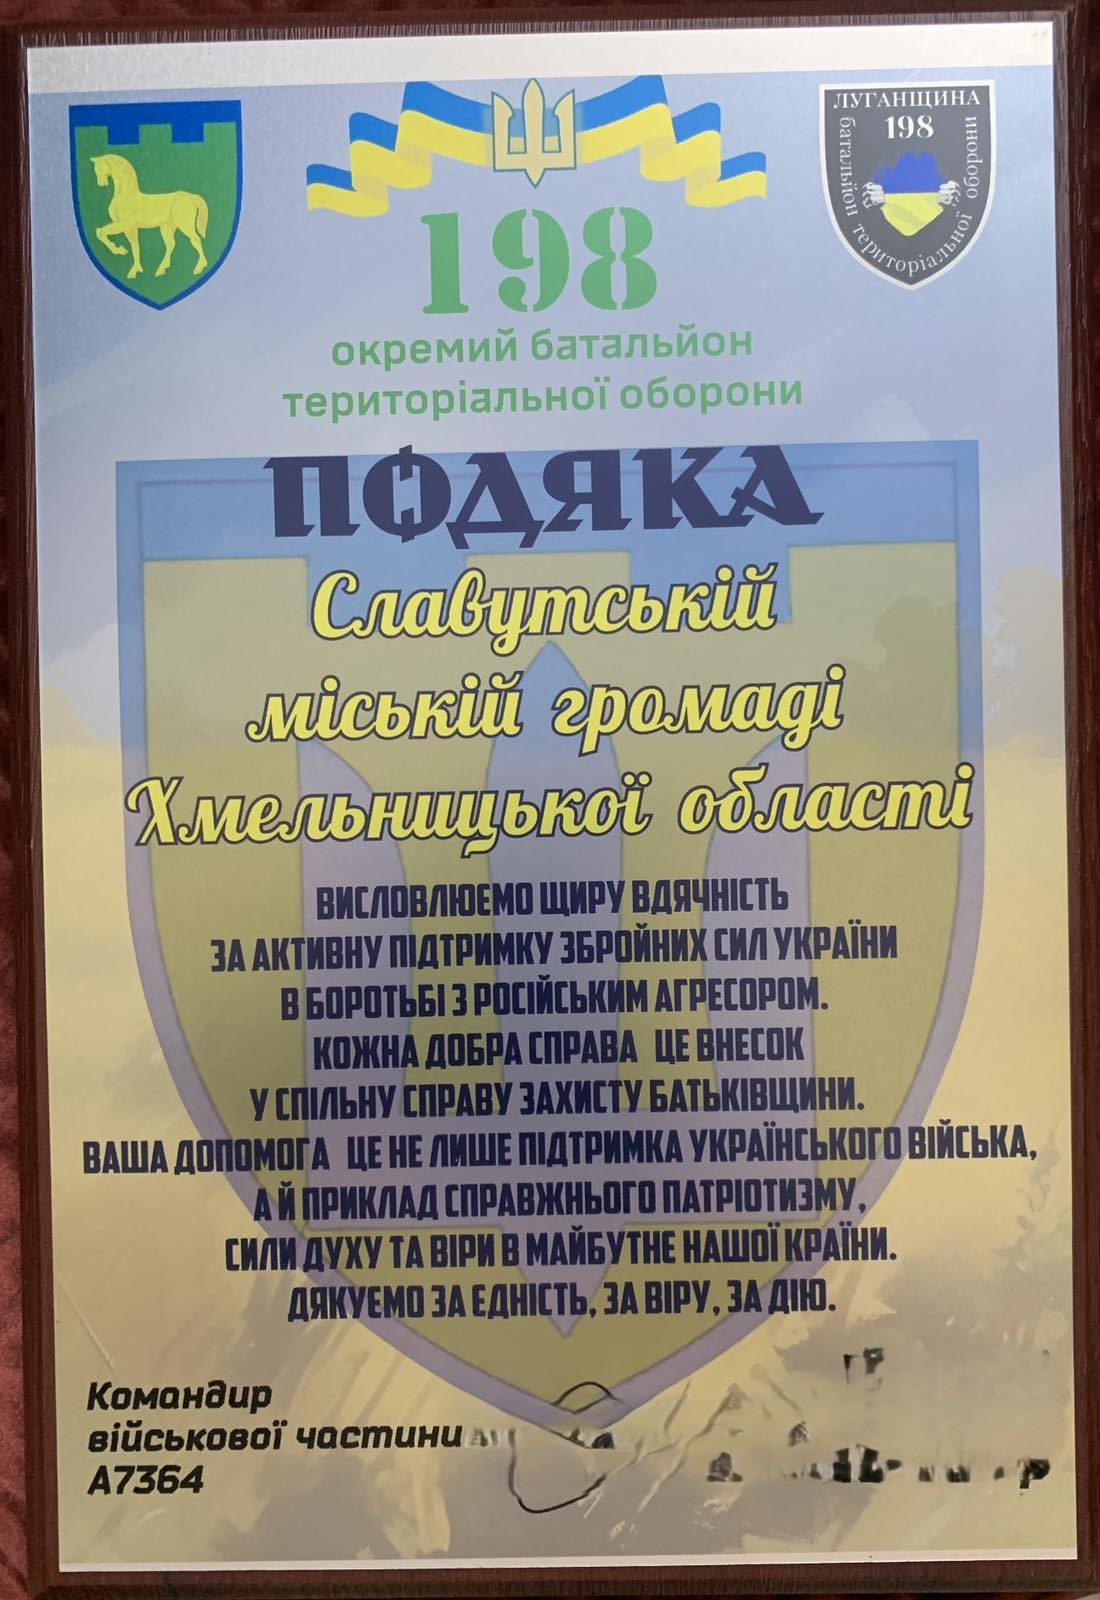 ЛУГАНЩИНА
198
батальйон територіальної оборони
198
окремий батальйон
територіальної оборони
ПОДЯКА
Славутській
міській громаді
Хмельницької області
ВИСЛОВЛЮЄМО ЩИРУ ВДЯЧНІСТЬ
ЗА АКТИВНУ ПІДТРИМКУ ЗБРОЙНИХ СИЛ УКРАЇНИ
В БОРОТЬБІ З РОСІЙСЬКИМ АГРЕСОРОМ.
КОЖНА ДОБРА СПРАВА ЦЕ ВНЕСОК
У СПІЛЬНУ СПРАВУ ЗАХИСТУ БАТЬКІВЩИНИ.
ВАША ДОПОМОГА ЦЕ НЕ ЛИШЕ ПІДТРИМКА УКРАЇНСЬКОГО ВІЙСЬКА,
А Й ПРИКЛАД СПРАВЖНЬОГО ПАТРІОТИЗМУ,
СИЛИ ДУХУ ТА ВІРИ В МАЙБУТНЄ НАШОЇ КРАЇНИ.
ДЯКУЄМО ЗА ЄДНІСТЬ, ЗА ВІРУ, ЗА ДІЮ.
Командир
військової частини
А7364